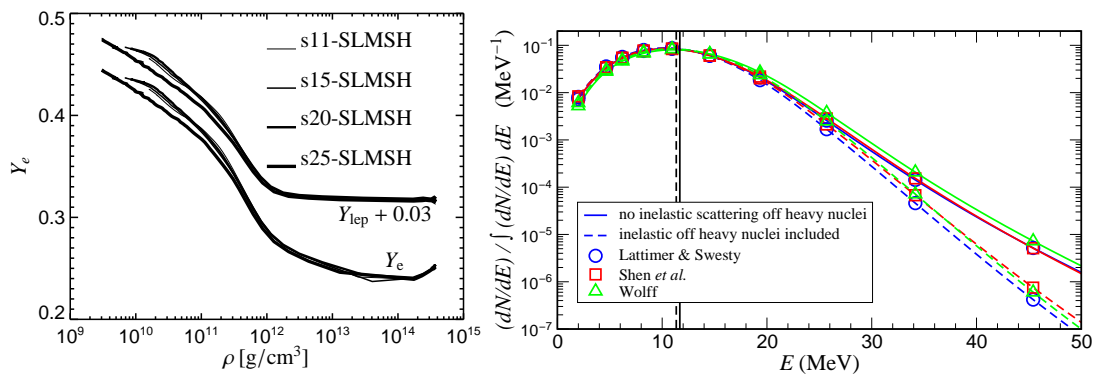 0.5
0.4
0.3
0.2
Y_e
s11-SLMSH
s15-SLMSH
s20-SLMSH
s25-SLMSH
Y_lep + 0.03
Y_e
10^9 10^10 10^11 10^12 10^13 10^14 10^15
ρ [g/cm^3]
(dN/dE) / ∫ (dN/dE) dE (MeV^−1)
10^-1
10^-2
10^-3
10^-4
10^-5
10^-6
10^-7
no inelastic scattering off heavy nuclei
inelastic off heavy nuclei included
Lattimer & Swesty
Shen et al.
Wolff
0 10 20 30 40 50
E (MeV)